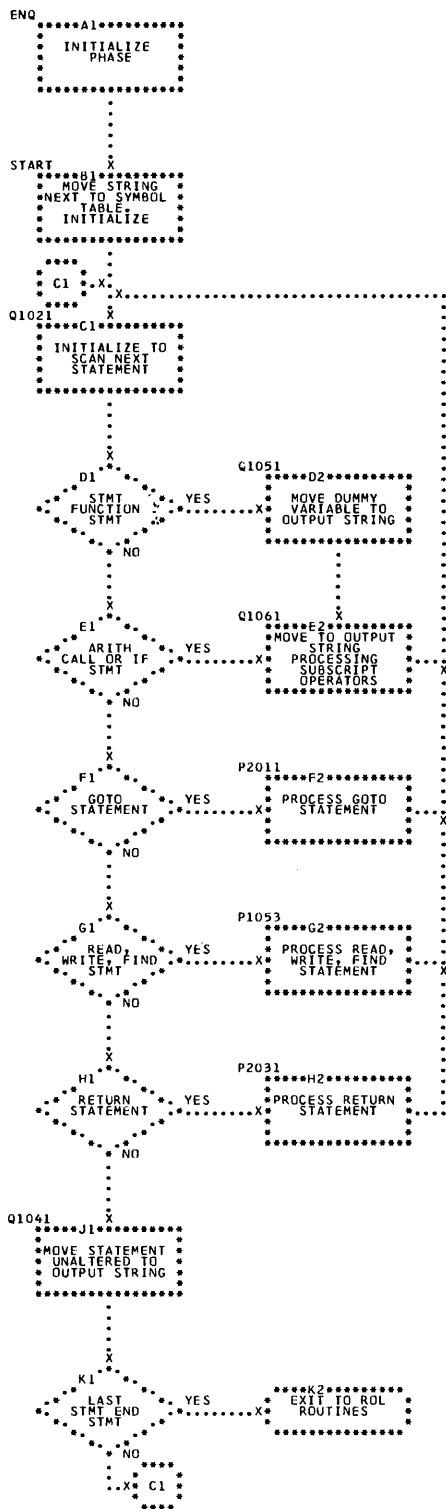 ENQ
A1
INITIALIZE
PHASE
START
B1
MOVE STRING
NEXT TO SYMBOL
TABLE,
INITIALIZE
C1
Q1021
C1
INITIALIZE TO
SCAN NEXT
STATEMENT
D1
STMT
FUNCTION
STMT
YES
NO
Q1051
D2
MOVE DUMMY
VARIABLE TO
OUTPUT STRING
E1
ARITH
CALL OR IF
STMT
YES
NO
Q1061
E2
MOVE TO OUTPUT
STRING
PROCESSING
SUBSCRIPT
OPERATORS
F1
GOTO
STATEMENT
YES
NO
P2011
F2
PROCESS GOTO
STATEMENT
G1
READ,
WRITE, FIND
STMT
YES
NO
P1053
G2
PROCESS READ,
WRITE, FIND
STATEMENT
H1
RETURN
STATEMENT
YES
NO
P2031
H2
PROCESS RETURN
STATEMENT
Q1041
J1
MOVE STATEMENT
UNALTERED TO
OUTPUT STRING
K1
LAST
STMT END
STMT
YES
NO
K2
EXIT TO ROL
ROUTINES
C1